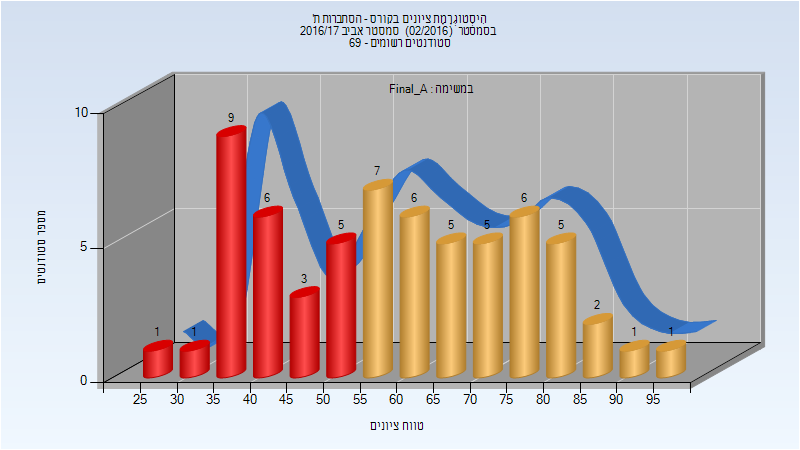 היסטוגרמת ציונים בקורס - הסתברות ת'
בסמסטר (02/2016) סמסטר אביב 2016/17
סטודנטים רשומים - 69
במשימה : Final_A
מספר סטודנטים
10
5
0
1 1 9 6 3 5 7 6 5 5 6 5 2 1 1
25 30 35 40 45 50 55 60 65 70 75 80 85 90 95
טווח ציונים